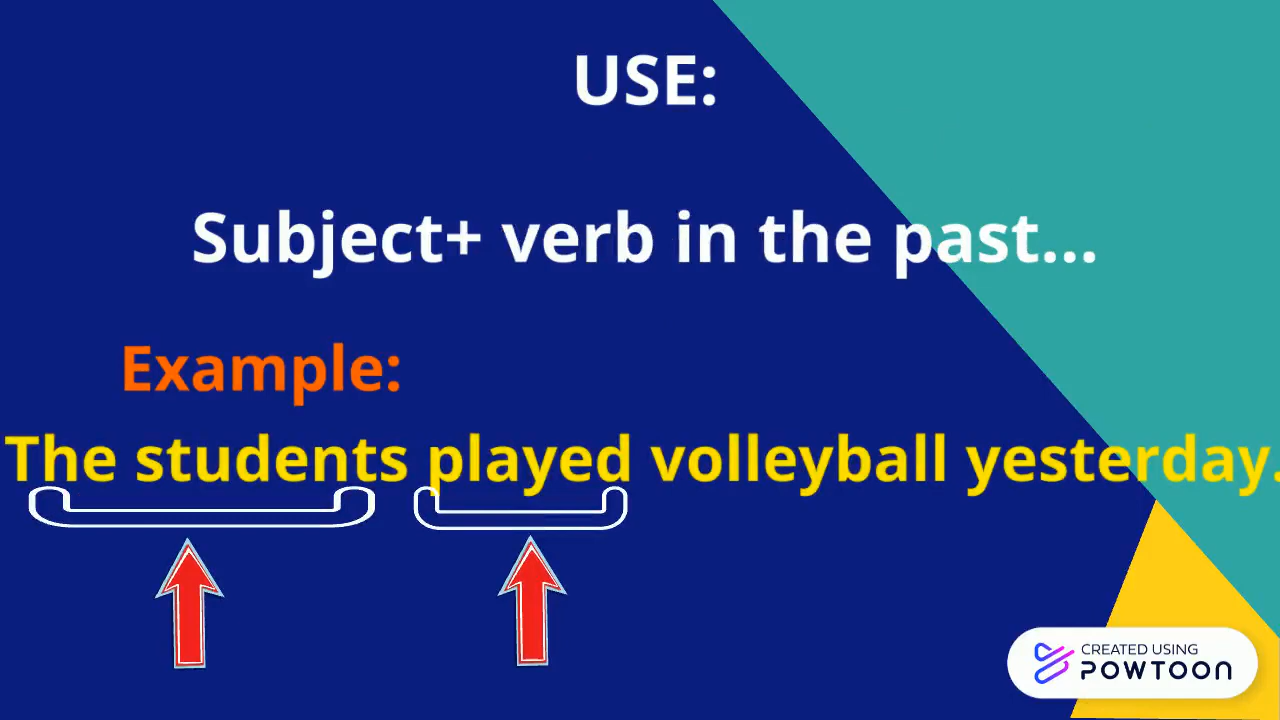 USE:
Subject+ verb in the past...
Example:
The students played volleyball yesterday.
CREATED USING
POWTOON